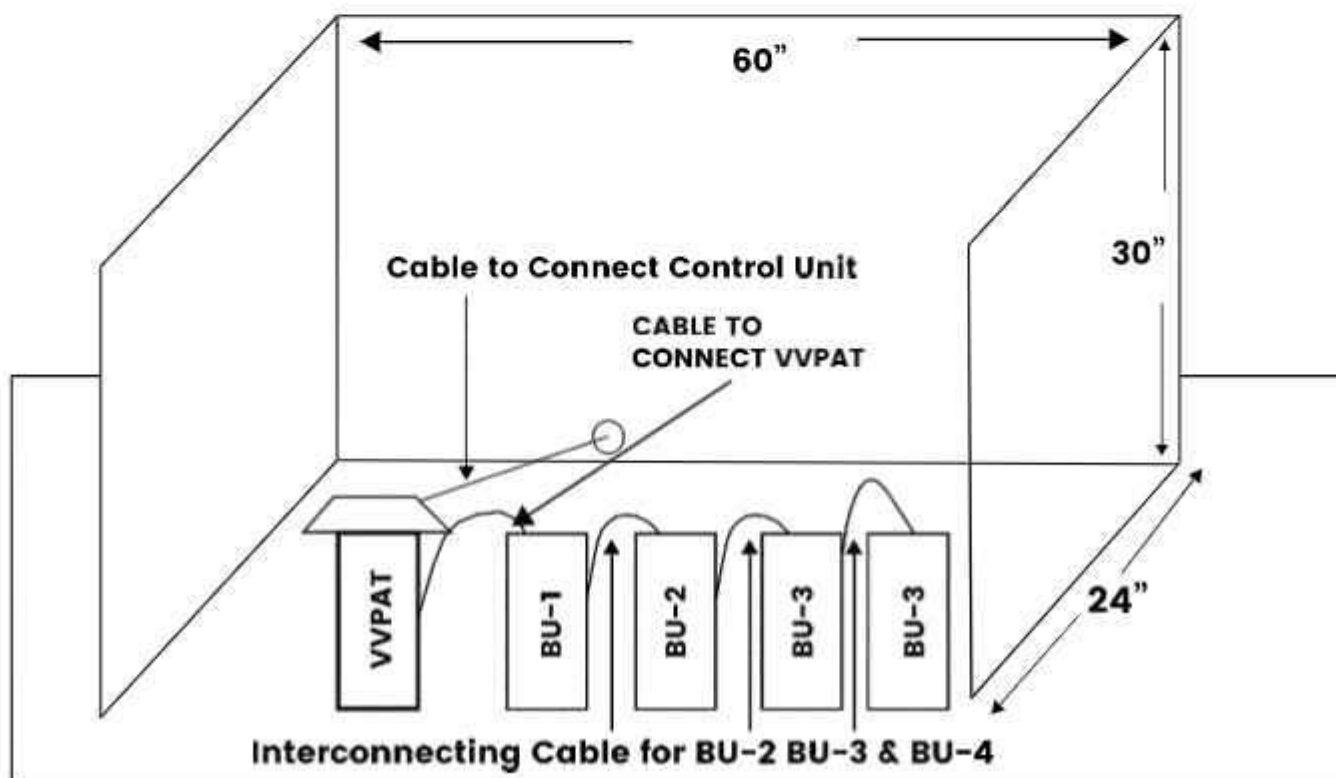 60”
30”
Cable to Connect Control Unit
CABLE TO
CONNECT VVPAT
VVPAT
BU-1
BU-2
BU-3
BU-3
24”
Interconnecting Cable for BU-2 BU-3 & BU-4